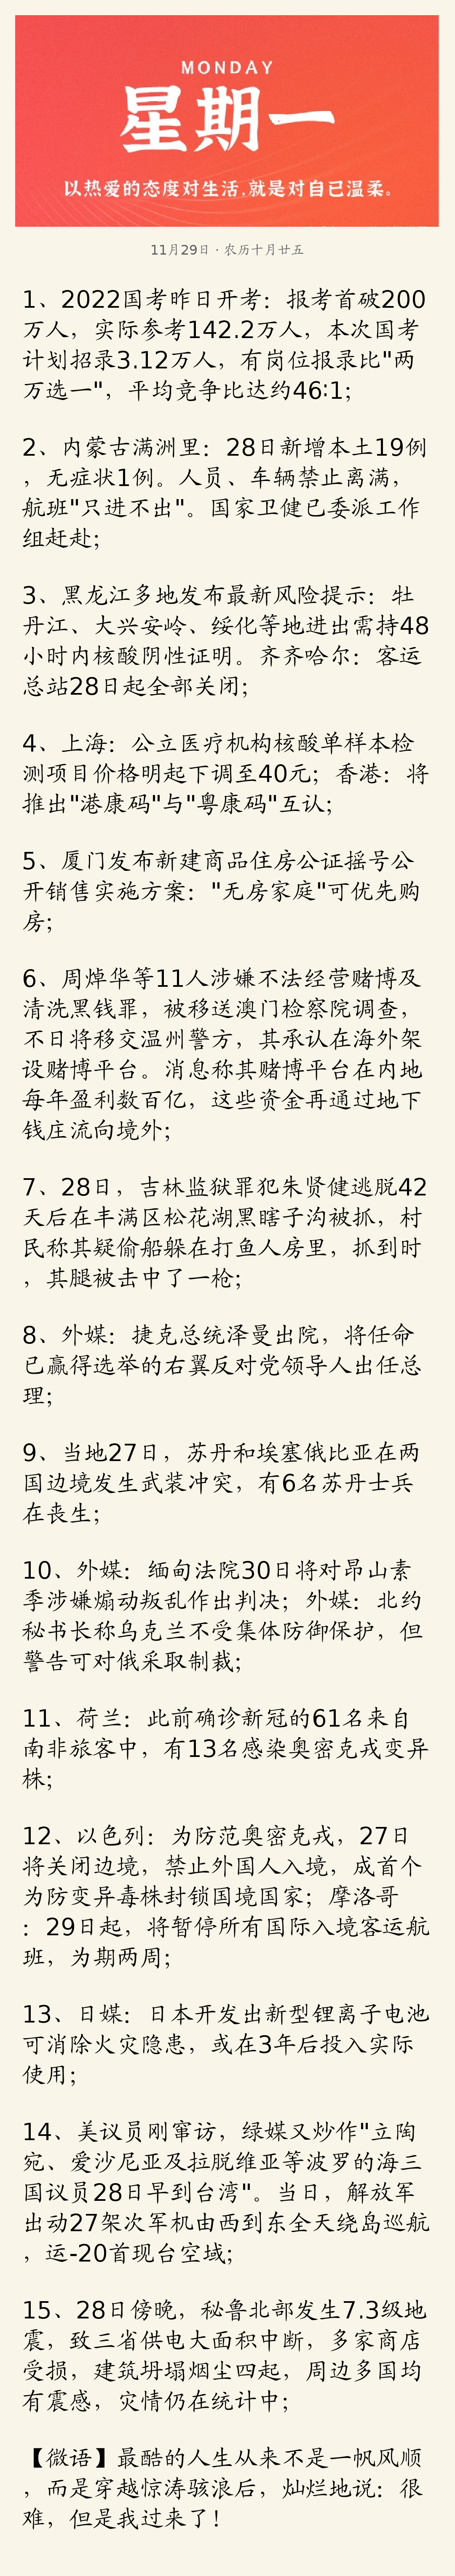 MONDAY
星期一
以热爱的态度对生活,就是对自己温柔。
11月29日 · 农历十月廿五
1、2022国考昨日开考：报考首破200
万人，实际参考142.2万人，本次国考
计划招录3.12万人，有岗位报录比"两
万选一"，平均竞争比达约46:1；
2、内蒙古满洲里：28日新增本土19例
，无症状1例。人员、车辆禁止离满，
航班"只进不出"。国家卫健已委派工作
组赶赴；
3、黑龙江多地发布最新风险提示：牡
丹江、大兴安岭、绥化等地进出需持48
小时内核酸阴性证明。齐齐哈尔：客运
总站28日起全部关闭；
4、上海：公立医疗机构核酸单样本检
测项目价格明起下调至40元；香港：将
推出"港康码"与"粤康码"互认；
5、厦门发布新建商品住房公证摇号公
开销售实施方案："无房家庭"可优先购
房；
6、周焯华等11人涉嫌不法经营赌博及
清洗黑钱罪，被移送澳门检察院调查，
不日将移交温州警方，其承认在海外架
设赌博平台。消息称其赌博平台在内地
每年盈利数百亿，这些资金再通过地下
钱庄流向境外；
7、28日，吉林监狱罪犯朱贤健逃脱42
天后在丰满区松花湖黑瞎子沟被抓，村
民称其疑偷船躲在打鱼人房里，抓到时
，其腿被击中了一枪；
8、外媒：捷克总统泽曼出院，将任命
已赢得选举的右翼反对党领导人出任总
理；
9、当地27日，苏丹和埃塞俄比亚在两
国边境发生武装冲突，有6名苏丹士兵
在丧生；
10、外媒：缅甸法院30日将对昂山素
季涉嫌煽动叛乱作出判决；外媒：北约
秘书长称乌克兰不受集体防御保护，但
警告可对俄采取制裁；
11、荷兰：此前确诊新冠的61名来自
南非旅客中，有13名感染奥密克戎变异
株；
12、以色列：为防范奥密克戎，27日
将关闭边境，禁止外国人入境，成首个
为防变异毒株封锁国境国家；摩洛哥
：29日起，将暂停所有国际入境客运航
班，为期两周；
13、日媒：日本开发出新型锂离子电池
可消除火灾隐患，或在3年后投入实际
使用；
14、美议员刚窜访，绿媒又炒作"立陶
宛、爱沙尼亚及拉脱维亚等波罗的海三
国议员28日早到台湾"。当日，解放军
出动27架次军机由西到东全天绕岛巡航
，运-20首现台空域；
15、28日傍晚，秘鲁北部发生7.3级地
震，致三省供电大面积中断，多家商店
受损，建筑坍塌烟尘四起，周边多国均
有震感，灾情仍在统计中；
【微语】最酷的人生从来不是一帆风顺
，而是穿越惊涛骇浪后，灿烂地说：很
难，但是我过来了！